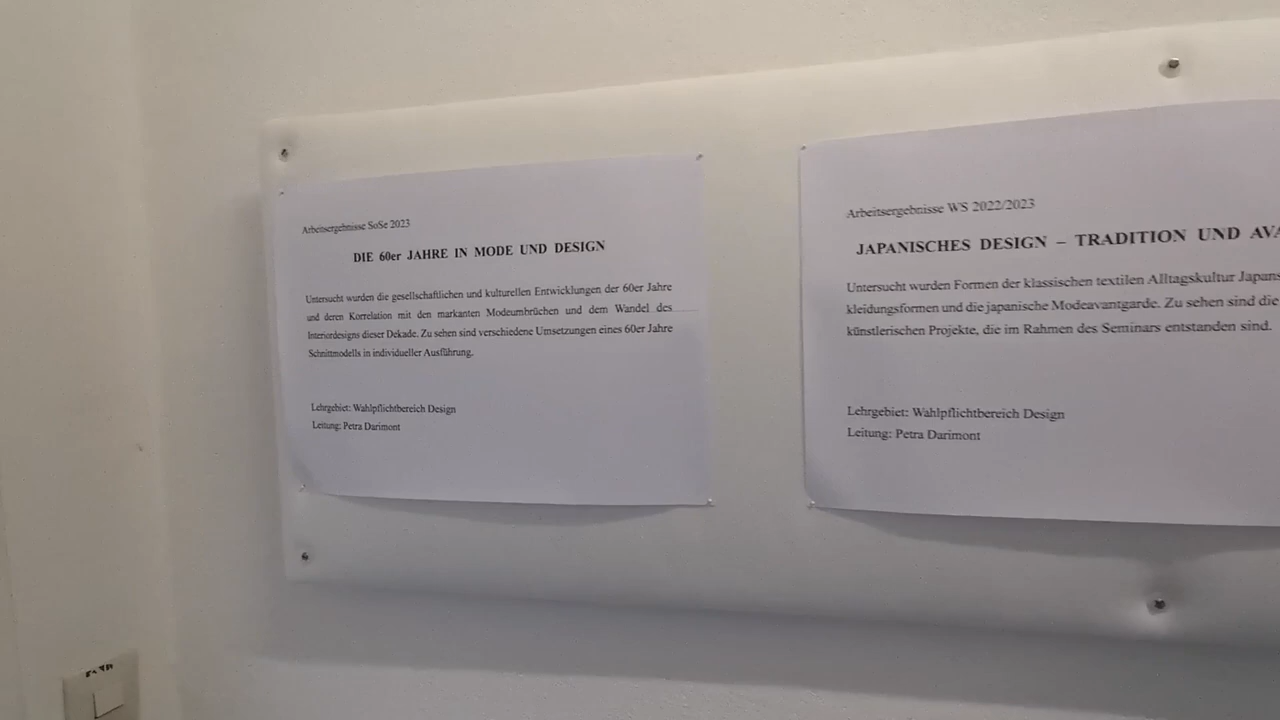 Arbeitsergebnisse SoSe 2023
DIE 60er JAHRE IN MODE UND DESIGN
Untersucht wurden die gesellschaftlichen und kulturellen Entwicklungen der 60er Jahre
und deren Korrelation mit den markanten Modeumbrüchen und dem Wandel des
Interiordesigns dieser Dekade. Zu sehen sind verschiedene Umsetzungen eines 60er Jahre
Schnittmodells in individueller Ausführung.
Lehrgebiet: Wahlpflichtbereich Design
Leitung: Petra Darimont
Arbeitsergebnisse WS 2022/2023
JAPANISCHES DESIGN – TRADITION UND
Untersucht wurden Formen der klassischen textilen Alltagskultur Japans
kleidungsformen und die japanische Modeavantgarde. Zu sehen sind die
künstlerischen Projekte, die im Rahmen des Seminars entstanden sind.
Lehrgebiet: Wahlpflichtbereich Design
Leitung: Petra Darimont